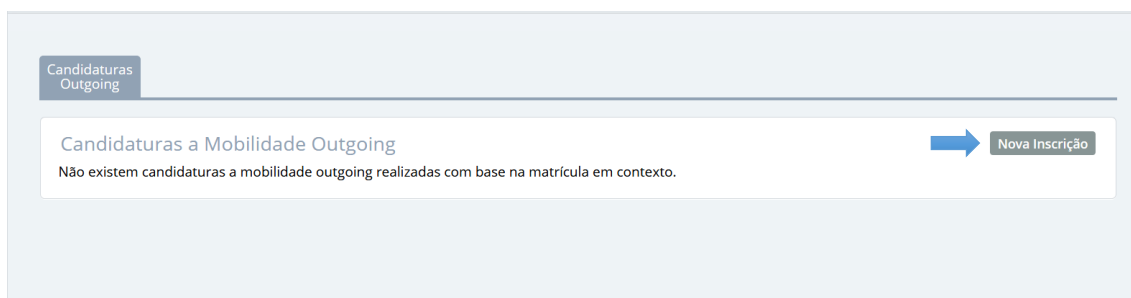 Candidaturas
Outgoing
Candidaturas a Mobilidade Outgoing
Nova Inscrição
Não existem candidaturas a mobilidade outgoing realizadas com base na matrícula em contexto.